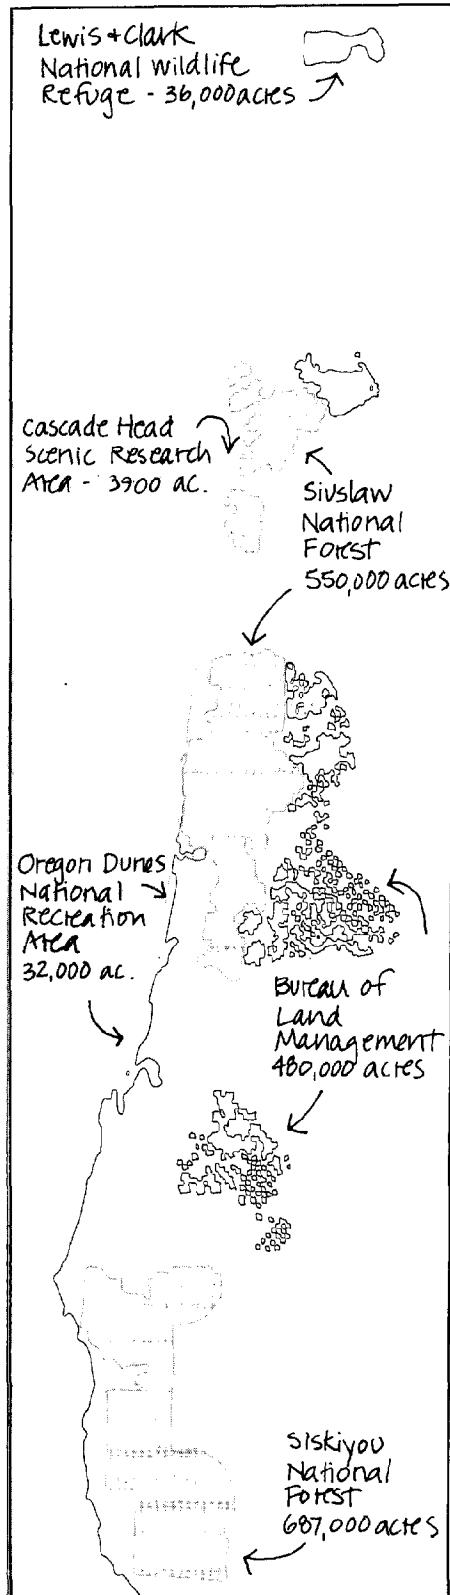 Lewis + Clark
National Wildlife
Refuge - 36,000 acres
Cascade Head
Scenic Research
Area - 3900 ac.
Siuslaw
National
Forest
550,000 acres
Oregon Dunes
National
Recreation
Area
32,000 ac.
Bureau of
Land
Management
480,000 acres
Siskiyou
National
Forest
687,000 acres